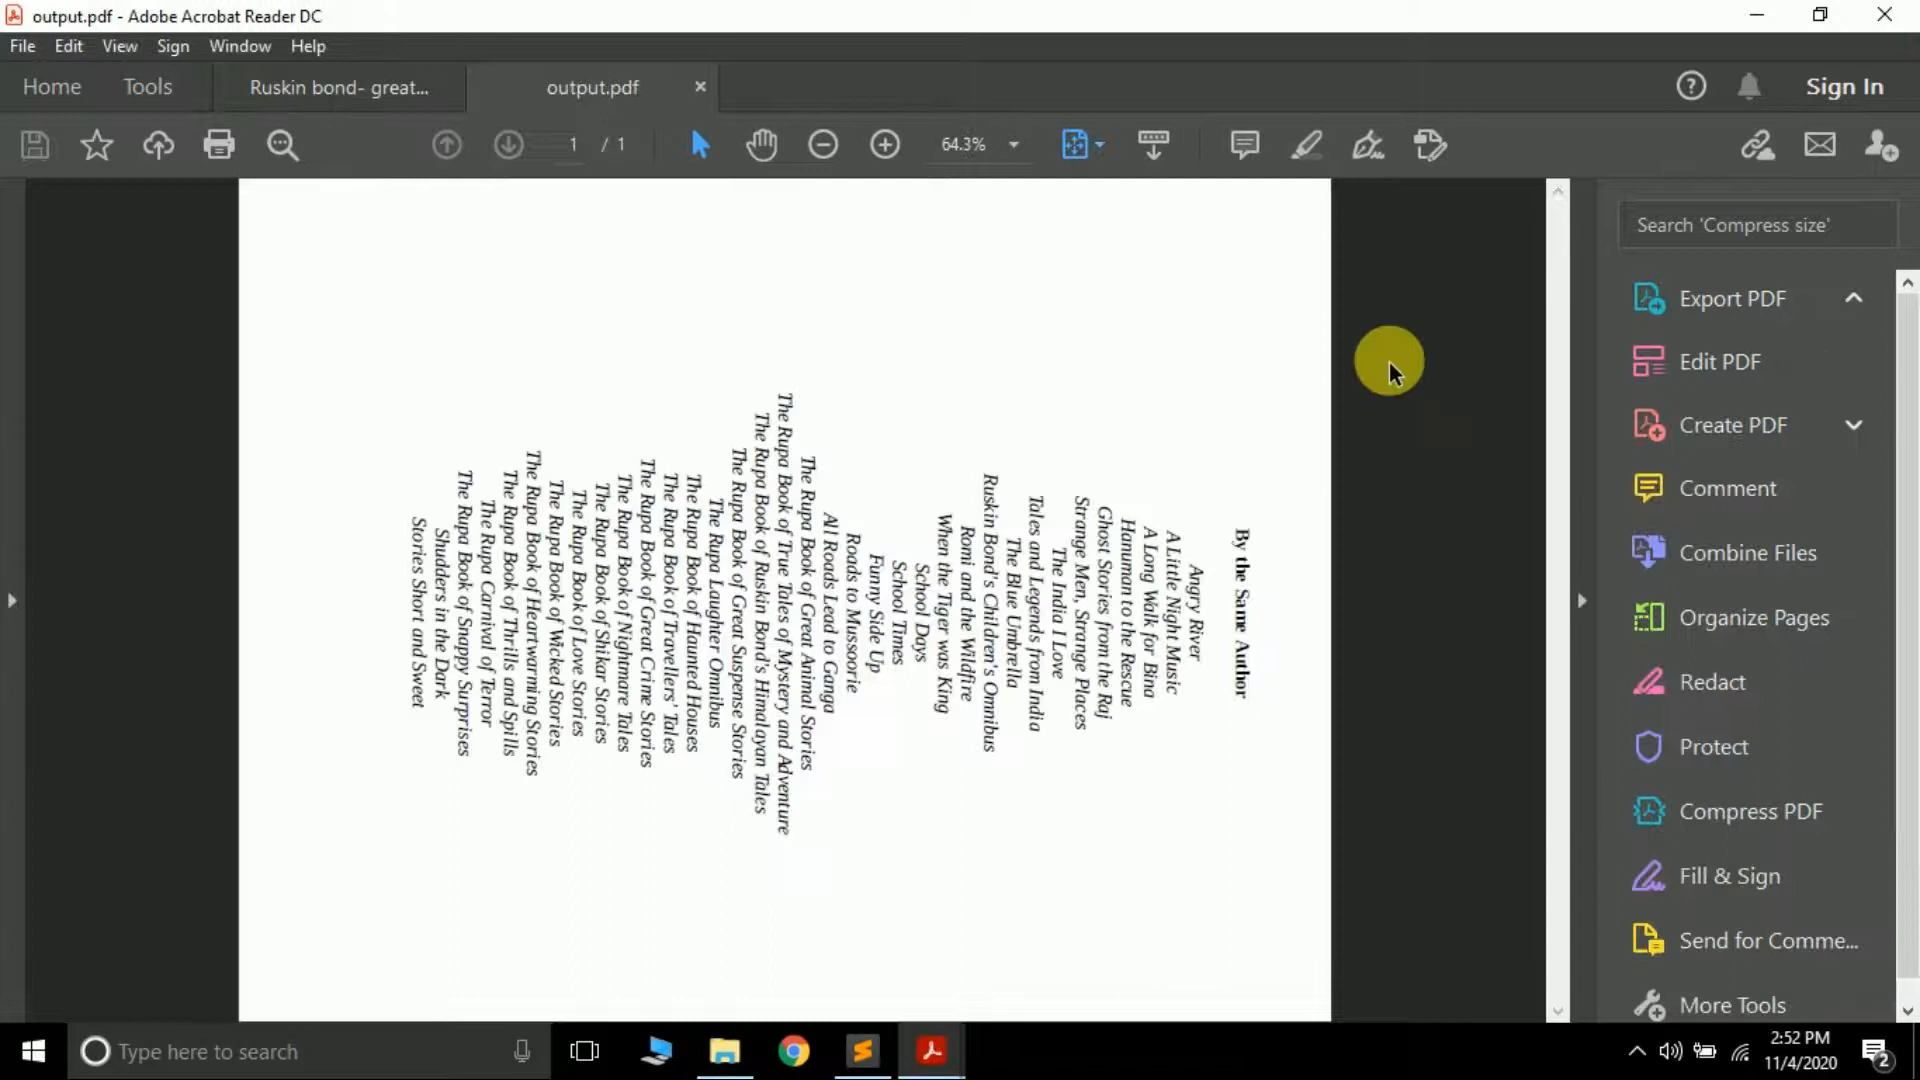 output.pdf - Adobe Acrobat Reader DC
File Edit View Sign Window Help
Home Tools Ruskin bond- great... output.pdf × Sign In
1 / 1 64.3%
Search 'Compress size'
Export PDF
Edit PDF
Create PDF
Comment
Combine Files
Organize Pages
Redact
Protect
Compress PDF
Fill & Sign
Send for Comme...
More Tools
By the Same Author
Angry River
A Little Night Music
A Long Walk for Bina
Hanuman to the Rescue
Ghost Stories from the Raj
Strange Men, Strange Places
The India I Love
Tales and Legends from India
The Blue Umbrella
Ruskin Bond's Children's Omnibus
Romi and the Wildfire
When the Tiger was King
School Days
School Times
Funny Side Up
Roads to Mussoorie
All Roads Lead to Ganga
The Rupa Book of Great Animal Stories
The Rupa Book of True Tales of Mystery and Adventure
The Rupa Book of Ruskin Bond's Himalayan Tales
The Rupa Book of Great Suspense Stories
The Rupa Laughter Omnibus
The Rupa Book of Haunted Houses
The Rupa Book of Travellers' Tales
The Rupa Book of Great Crime Stories
The Rupa Book of Nightmare Tales
The Rupa Book of Shikar Stories
The Rupa Book of Love Stories
The Rupa Book of Wicked Stories
The Rupa Book of Heartwarming Stories
The Rupa Book of Thrills and Spills
The Rupa Carnival of Terror
The Rupa Book of Snappy Surprises
Shudders in the Dark
Stories Short and Sweet
Type here to search
2:52 PM
11/4/2020
2